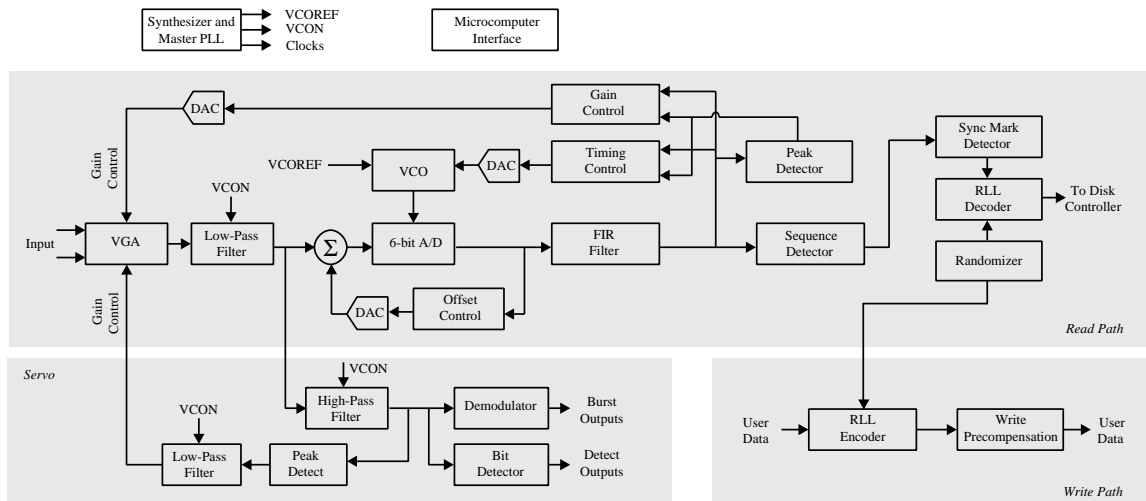 Synthesizer and
Master PLL
VCOREF
VCON
Clocks
Microcomputer
Interface
DAC
Gain
Control
Gain
Control
VCOREF
VCO
DAC
Timing
Control
Peak
Detector
Sync Mark
Detector
VCON
RLL
Decoder
To Disk
Controller
Input
VGA
Low-Pass
Filter
Σ
6-bit A/D
FIR
Filter
Sequence
Detector
Randomizer
Gain
Control
DAC
Offset
Control
Read Path
Servo
VCON
High-Pass
Filter
Demodulator
Burst
Outputs
VCON
Low-Pass
Filter
Peak
Detect
Bit
Detector
Detect
Outputs
User
Data
RLL
Encoder
Write
Precompensation
User
Data
Write Path